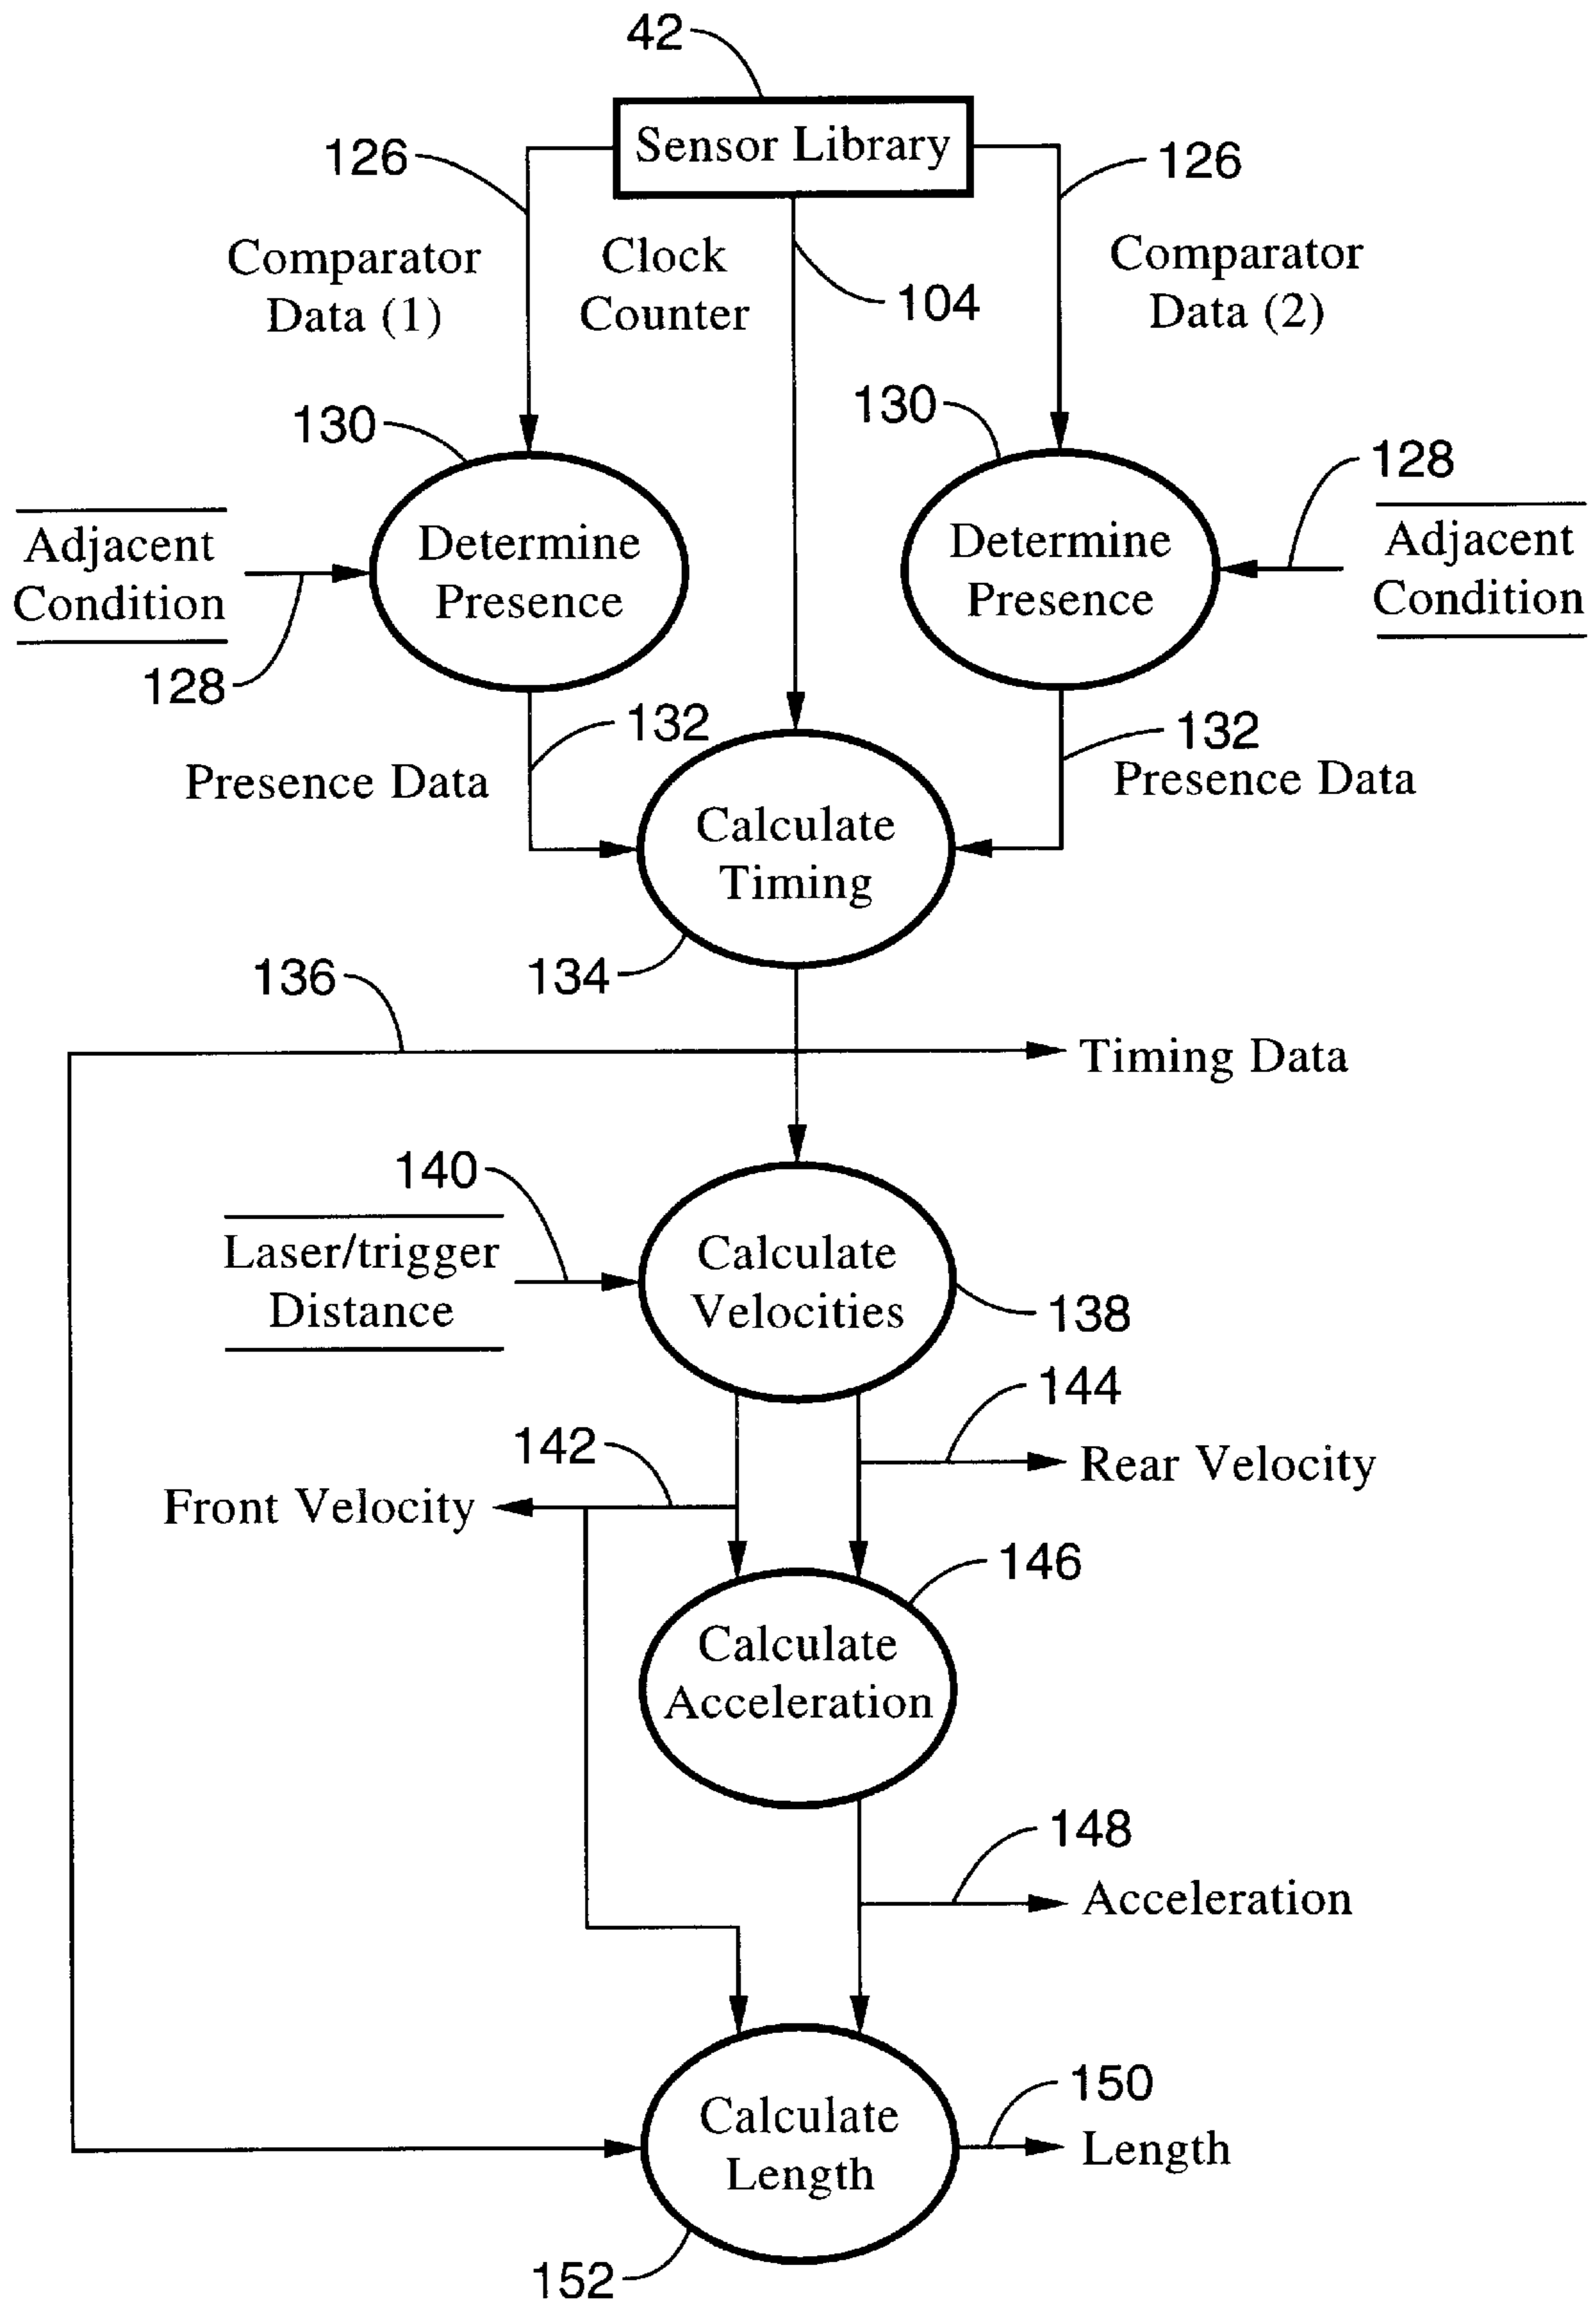 42
Sensor Library
126
126
Comparator
Data (1)
Clock
Counter
104
Comparator
Data (2)
130
130
128
Adjacent
Condition
128
Determine
Presence
Determine
Presence
Adjacent
Condition
132
Presence Data
132
Presence Data
Calculate
Timing
134
136
Timing Data
140
Laser/trigger
Distance
Calculate
Velocities
138
144
142
Rear Velocity
Front Velocity
146
Calculate
Acceleration
148
Acceleration
150
Calculate
Length
Length
152